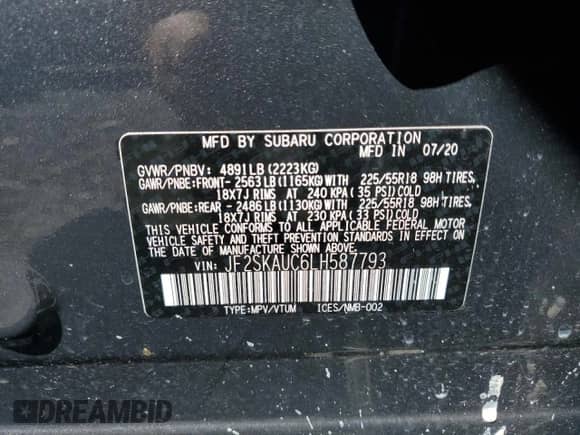 MFD BY SUBARU CORPORATION
MFD IN 07/20
GVWR/PNBV: 4891LB(2223KG)
GAWR/PNBE:FRONT- 2563LB(1165KG)WITH 225/55R18 98H TIRES.
18X7J RIMS AT 240 KPA(35 PSI)COLD
GAWR/PNBE:REAR - 2486LB(1130KG)WITH 225/55R18 98H TIRES.
18X7J RIMS AT 230 KPA(33 PSI)COLD
THIS VEHICLE CONFORMS TO ALL APPLICABLE FEDERAL MOTOR
VEHICLE SAFETY AND THEFT PREVENTION STANDARDS IN EFFECT ON
THE DATE OF MANUFACTURE SHOWN ABOVE.
VIN: JF2SKAUC6LH587793
TYPE:MPV/VTUM ICES/NMB-002
DREAMBID